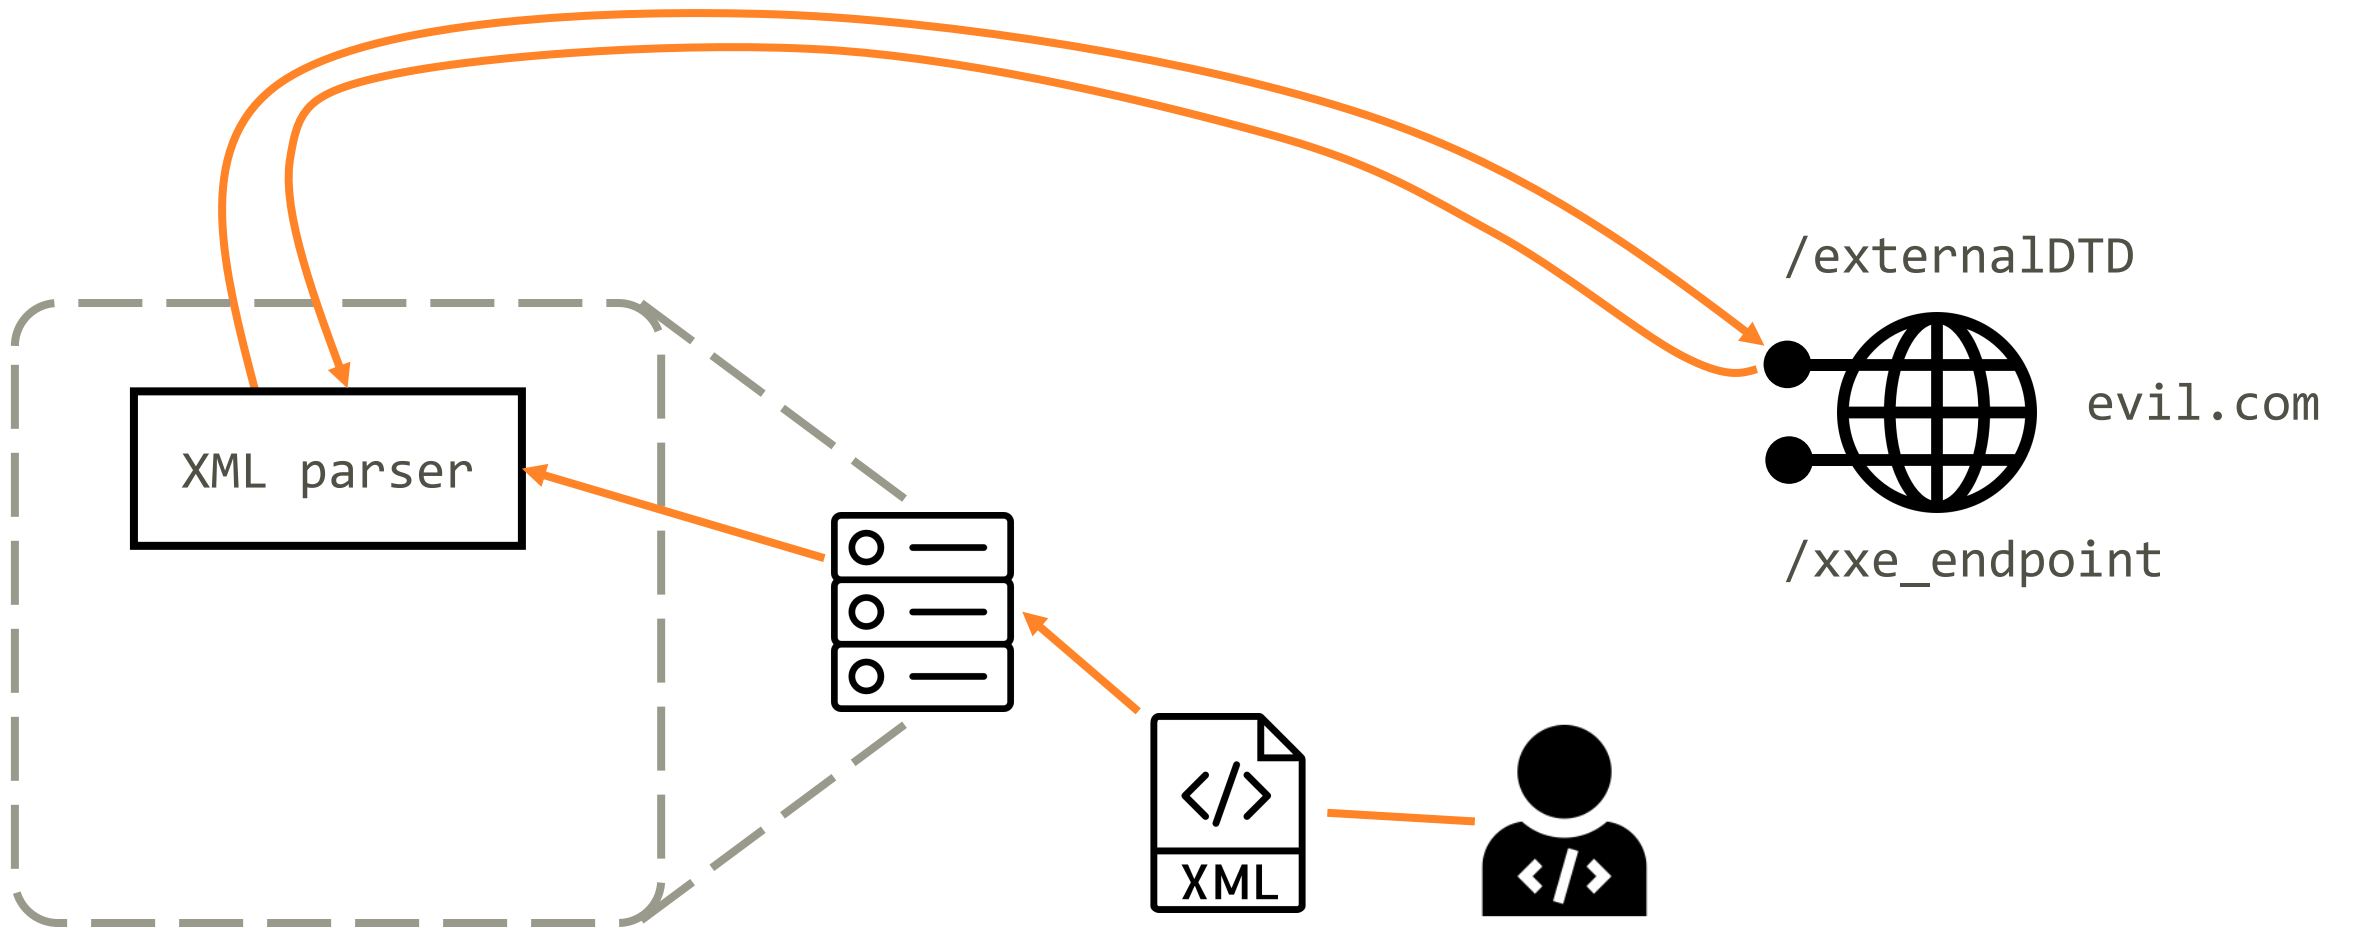 /externalDTD
evil.com
XML parser
/xxe_endpoint
</>
XML
</>